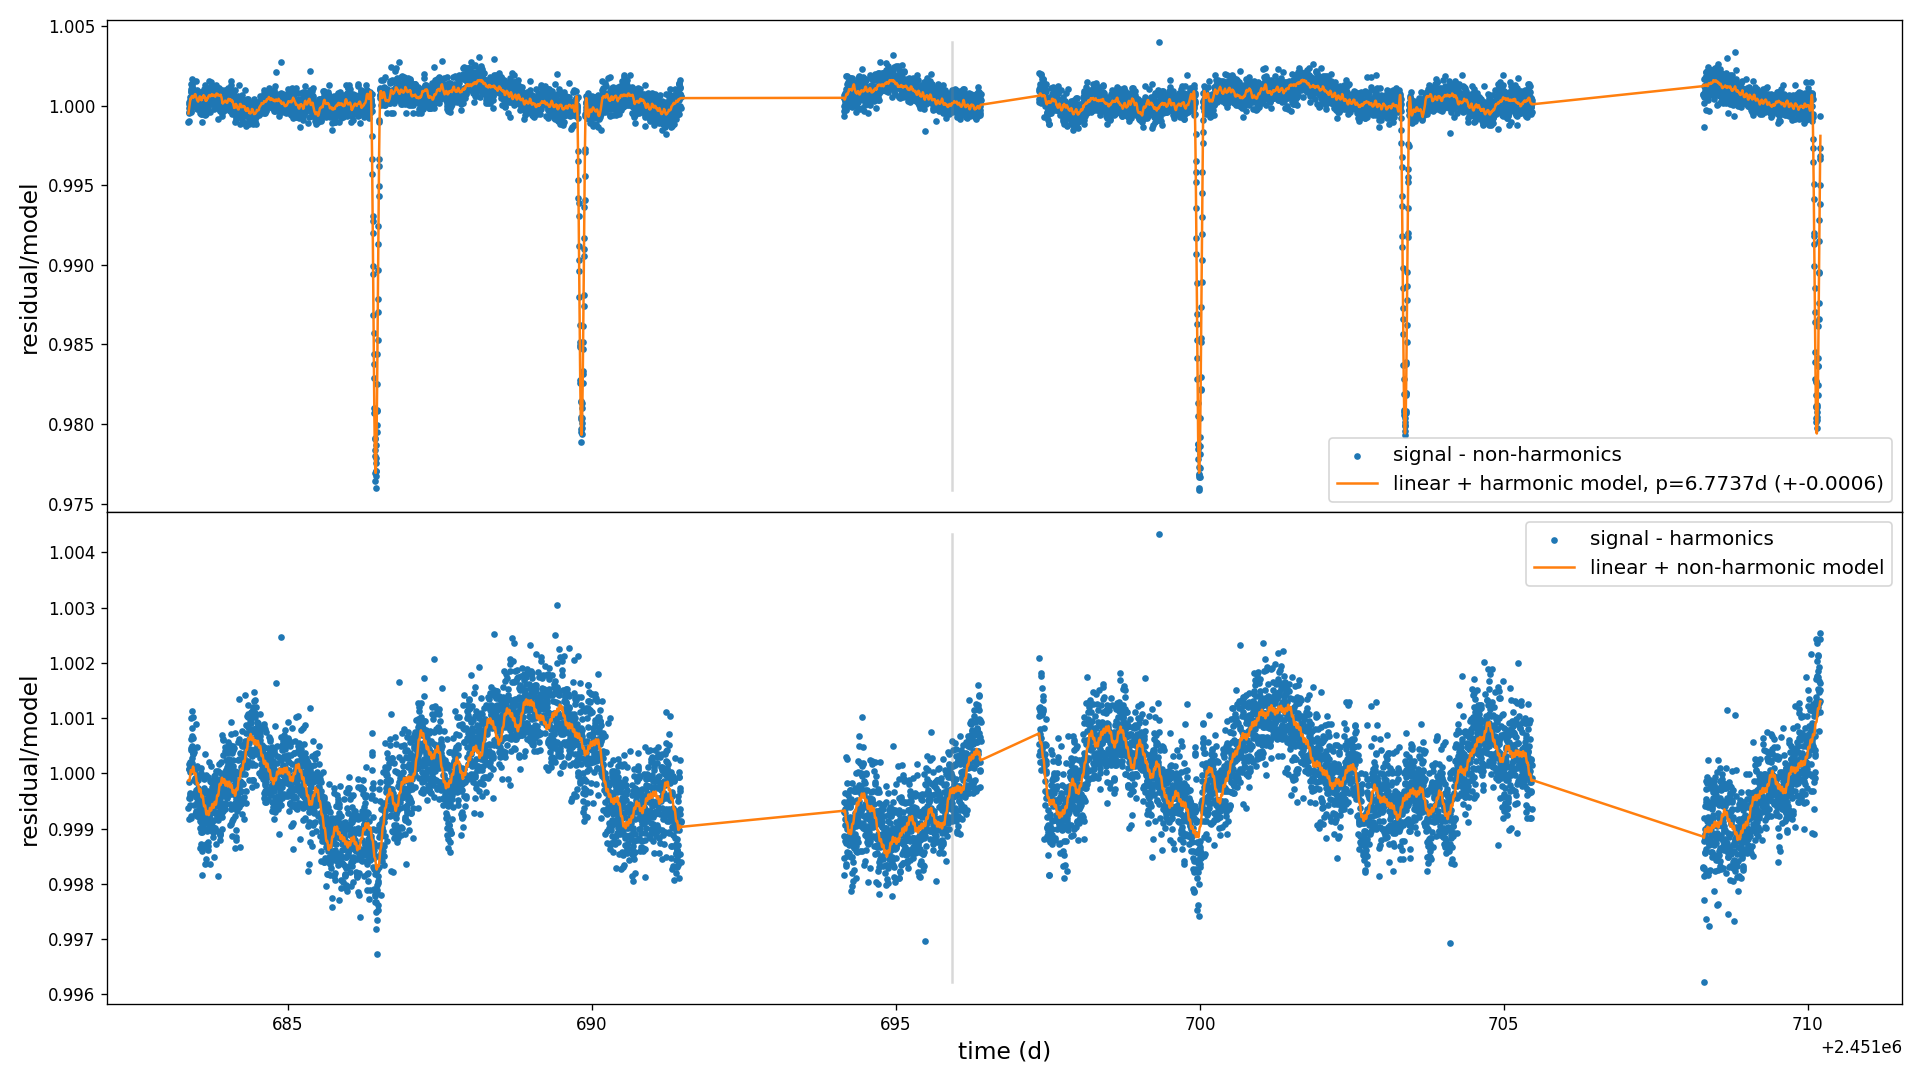 1.005
1.000
0.995
0.990
0.985
0.980
0.975
residual/model
signal - non-harmonics
linear + harmonic model, p=6.7737d (+-0.0006)
signal - harmonics
linear + non-harmonic model
1.004
1.003
1.002
1.001
1.000
0.999
0.998
0.997
0.996
residual/model
685 690 695 700 705 710
time (d)
+2.451e6